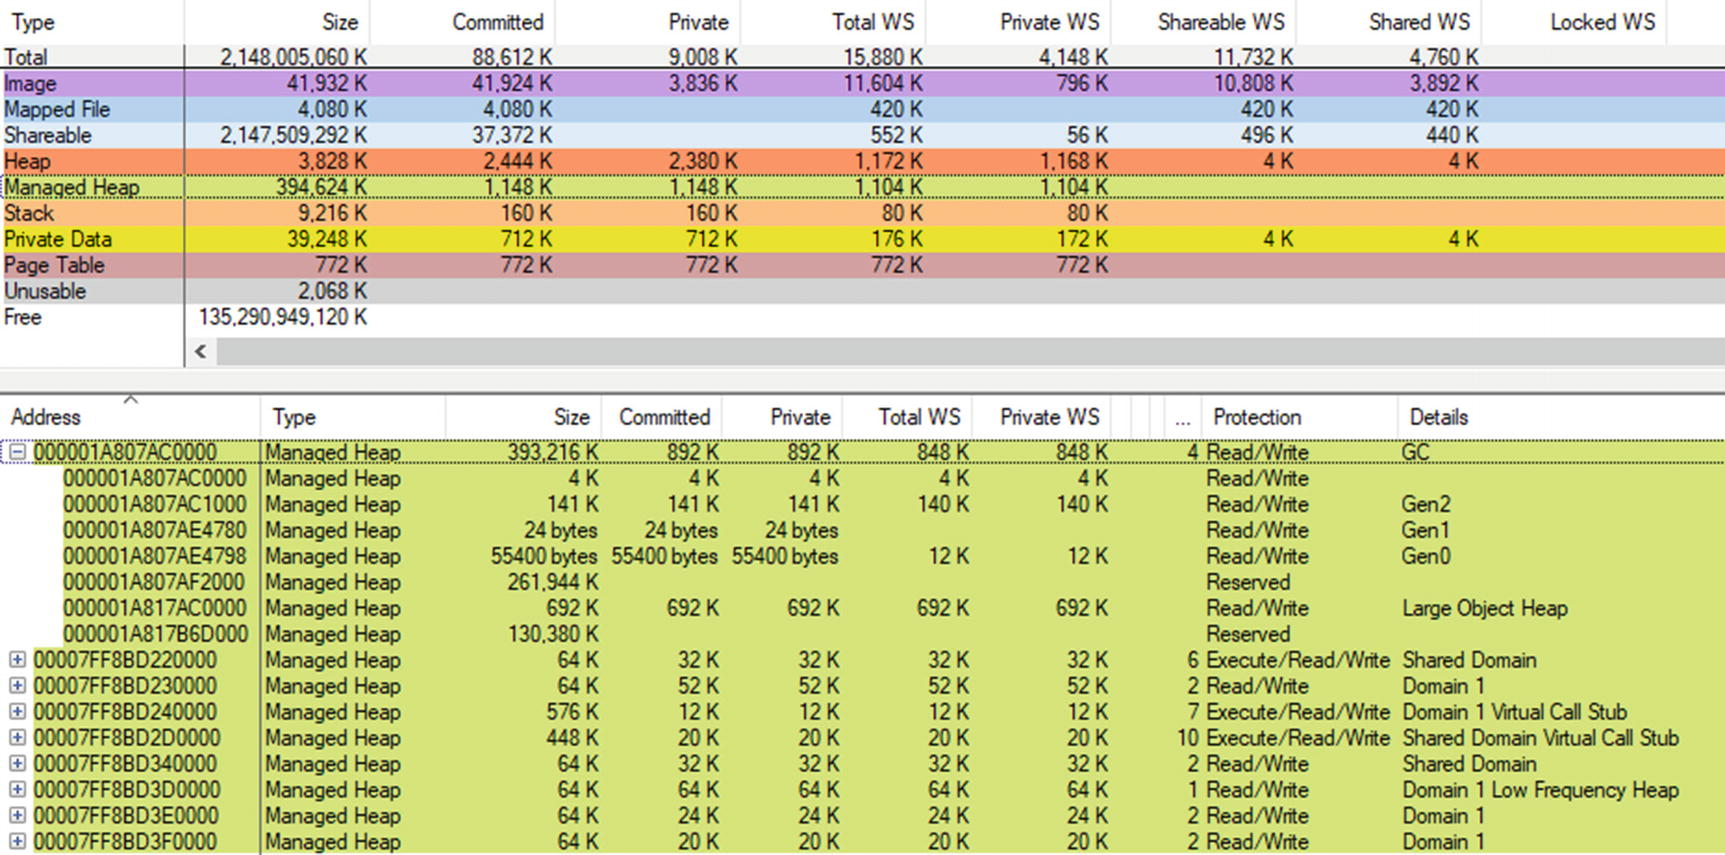 Type Size Committed Private Total WS Private WS Shareable WS Shared WS Locked WS
Total 2,148,005,060 K 88,612 K 9,008 K 15,880 K 4,148 K 11,732 K 4,760 K
Image 41,932 K 41,924 K 3,836 K 11,604 K 796 K 10,808 K 3,892 K
Mapped File 4,080 K 4,080 K 420 K 420 K 420 K
Shareable 2,147,509,292 K 37,372 K 552 K 56 K 496 K 440 K
Heap 3,828 K 2,444 K 2,380 K 1,172 K 1,168 K 4 K 4 K
Managed Heap 394,624 K 1,148 K 1,148 K 1,104 K 1,104 K
Stack 9,216 K 160 K 160 K 80 K 80 K
Private Data 39,248 K 712 K 712 K 176 K 172 K 4 K 4 K
Page Table 772 K 772 K 772 K 772 K 772 K
Unusable 2,068 K
Free 135,290,949,120 K
Address Type Size Committed Private Total WS Private WS ... Protection Details
000001A807AC0000 Managed Heap 393,216 K 892 K 892 K 848 K 848 K 4 Read/Write GC
000001A807AC0000 Managed Heap 4 K 4 K 4 K 4 K 4 K Read/Write
000001A807AC1000 Managed Heap 141 K 141 K 141 K 140 K 140 K Read/Write Gen2
000001A807AE4780 Managed Heap 24 bytes 24 bytes 24 bytes Read/Write Gen1
000001A807AE4798 Managed Heap 55400 bytes 55400 bytes 55400 bytes 12 K 12 K Read/Write Gen0
000001A807AF2000 Managed Heap 261,944 K Reserved
000001A817AC0000 Managed Heap 692 K 692 K 692 K 692 K 692 K Read/Write Large Object Heap
000001A817B6D000 Managed Heap 130,380 K Reserved
00007FF8BD220000 Managed Heap 64 K 32 K 32 K 32 K 32 K 6 Execute/Read/Write Shared Domain
00007FF8BD230000 Managed Heap 64 K 52 K 52 K 52 K 52 K 2 Read/Write Domain 1
00007FF8BD240000 Managed Heap 576 K 12 K 12 K 12 K 12 K 7 Execute/Read/Write Domain 1 Virtual Call Stub
00007FF8BD2D0000 Managed Heap 448 K 20 K 20 K 20 K 20 K 10 Execute/Read/Write Shared Domain Virtual Call Stub
00007FF8BD340000 Managed Heap 64 K 32 K 32 K 32 K 32 K 2 Read/Write Shared Domain
00007FF8BD3D0000 Managed Heap 64 K 64 K 64 K 64 K 64 K 1 Read/Write Domain 1 Low Frequency Heap
00007FF8BD3E0000 Managed Heap 64 K 24 K 24 K 24 K 24 K 2 Read/Write Domain 1
00007FF8BD3F0000 Managed Heap 64 K 20 K 20 K 20 K 20 K 2 Read/Write Domain 1